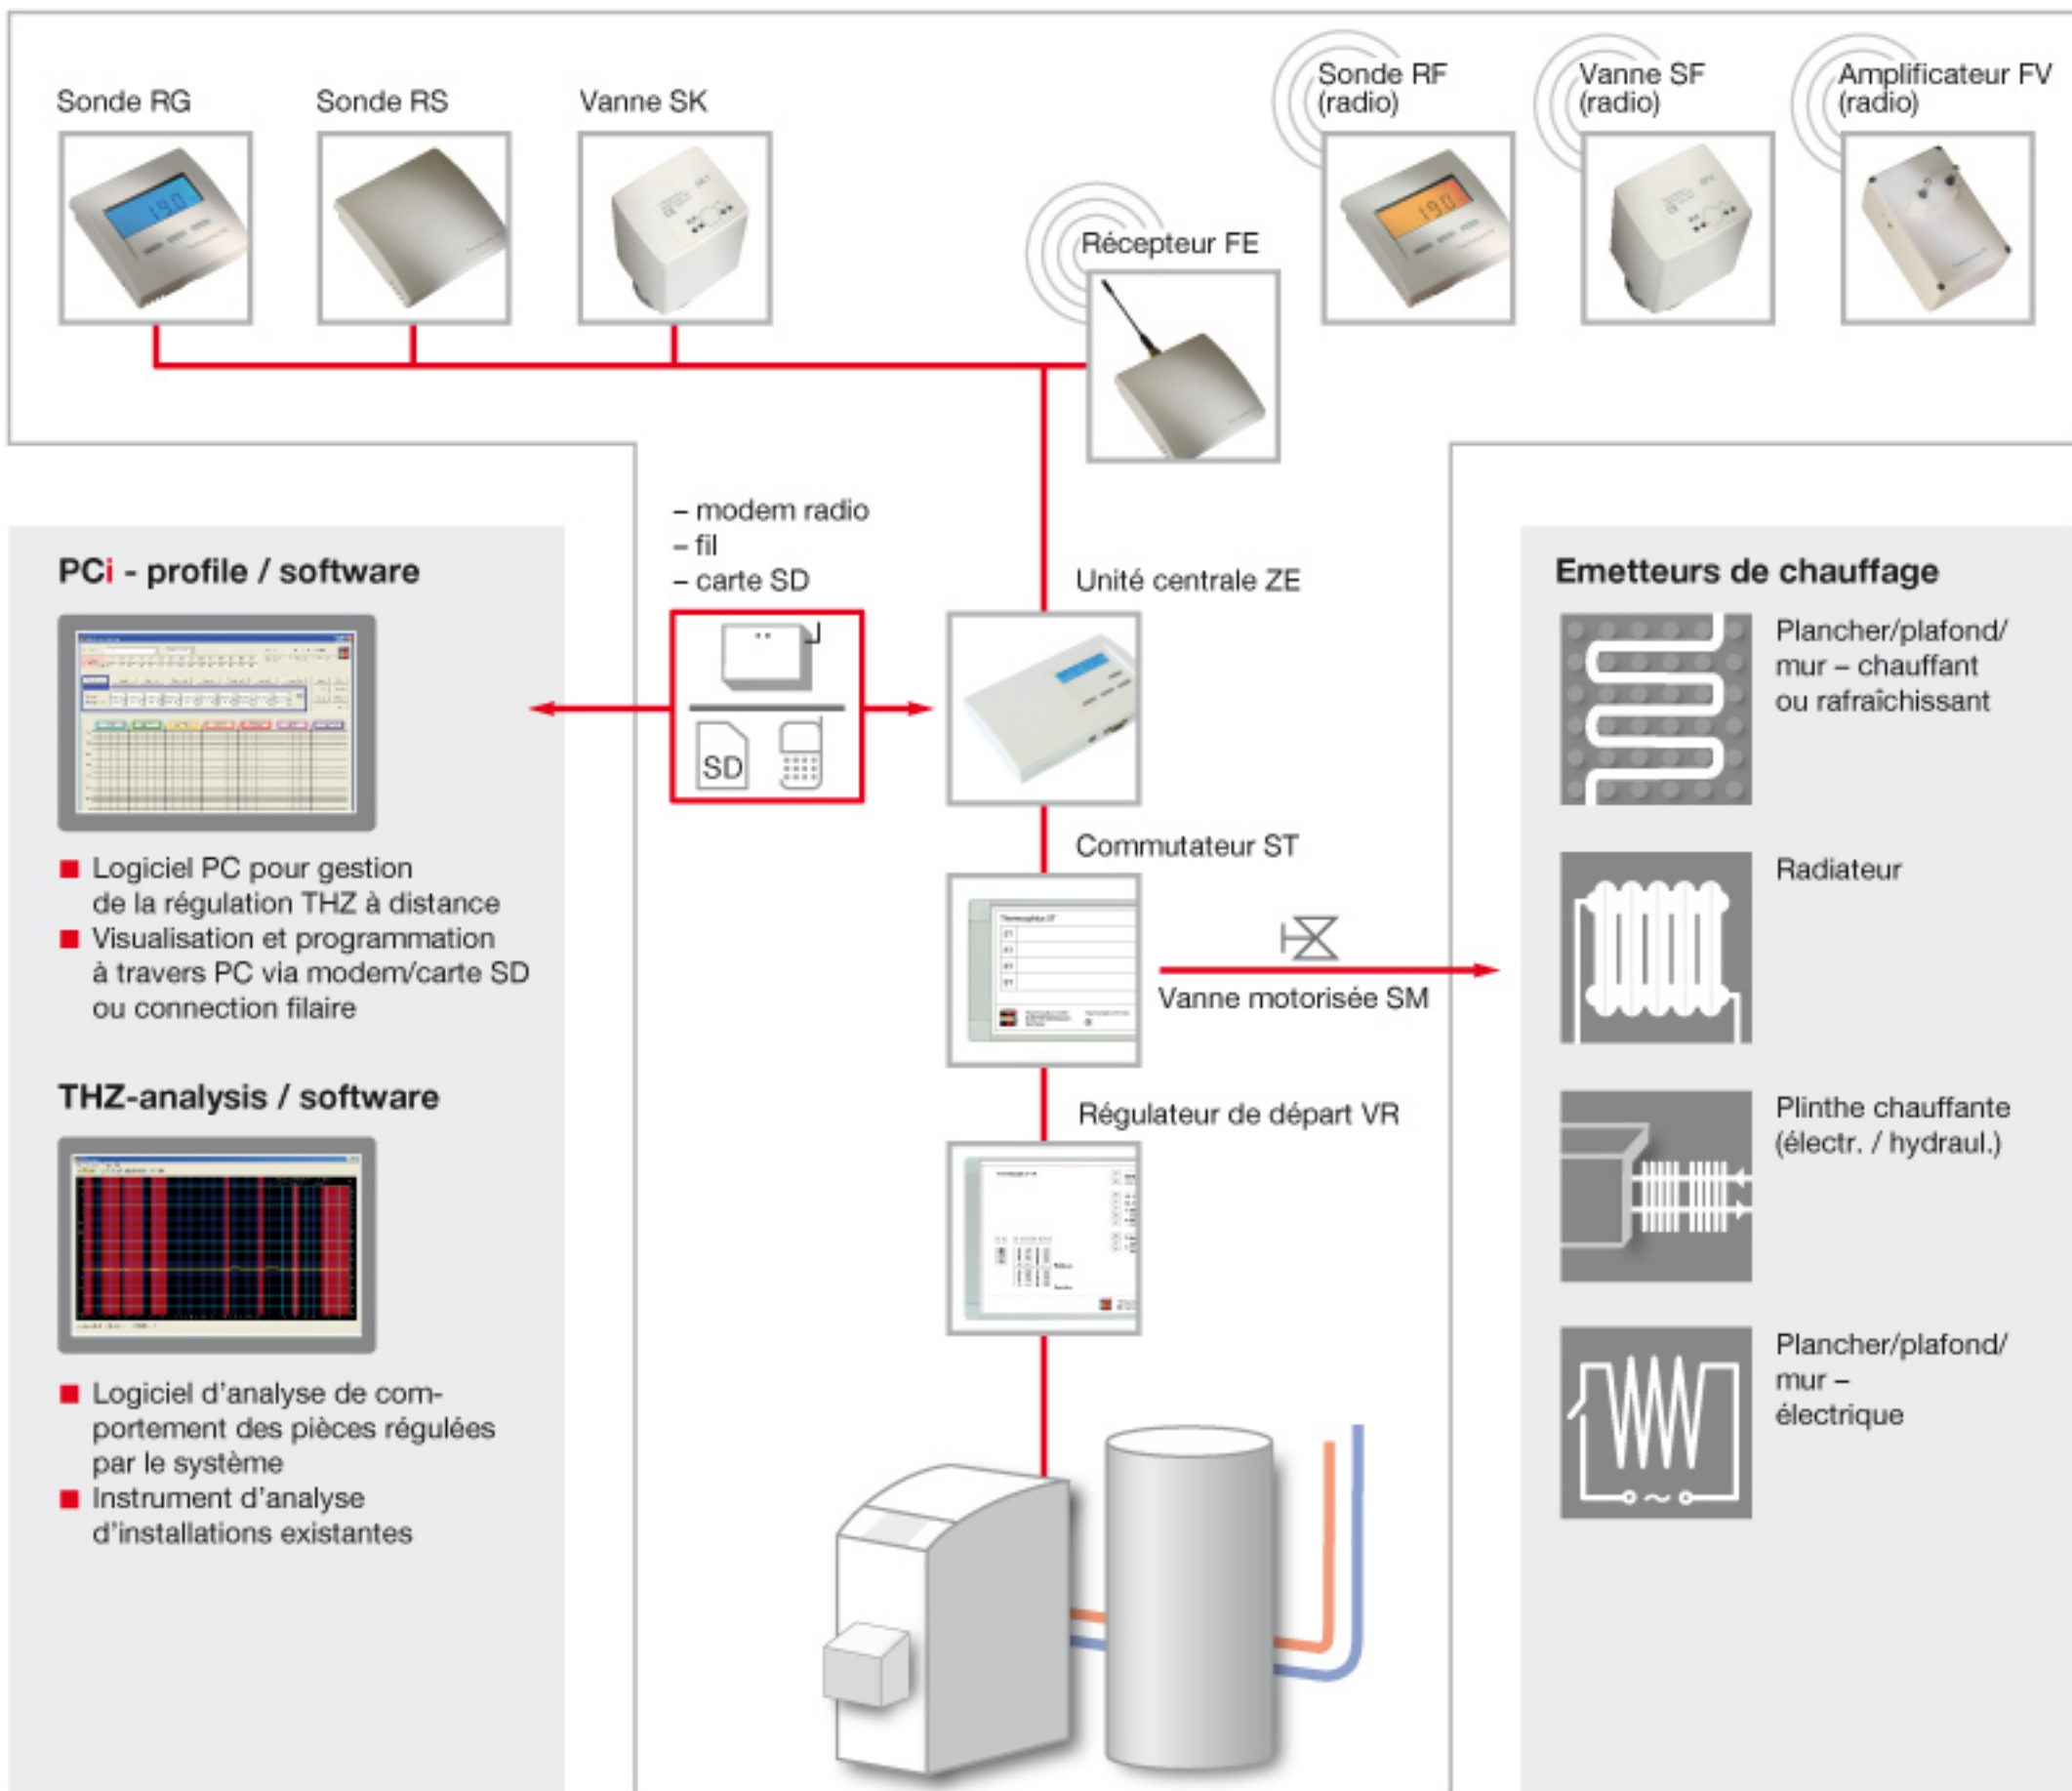 Sonde RG
Sonde RS
Vanne SK
Sonde RF
(radio)
Vanne SF
(radio)
Amplificateur FV
(radio)
19.0
19.0
Récepteur FE
– modem radio
– fil
– carte SD
SD
Unité centrale ZE
PCi - profile / software
Logiciel PC pour gestion
de la régulation THZ à distance
Visualisation et programmation
à travers PC via modem/carte SD
ou connection filaire
THZ-analysis / software
Logiciel d'analyse de com-
portement des pièces régulées
par le système
Instrument d'analyse
d'installations existantes
Commutateur ST
Vanne motorisée SM
Régulateur de départ VR
Emetteurs de chauffage
Plancher/plafond/
mur – chauffant
ou rafraîchissant
Radiateur
Plinthe chauffante
(électr. / hydraul.)
Plancher/plafond/
mur –
électrique